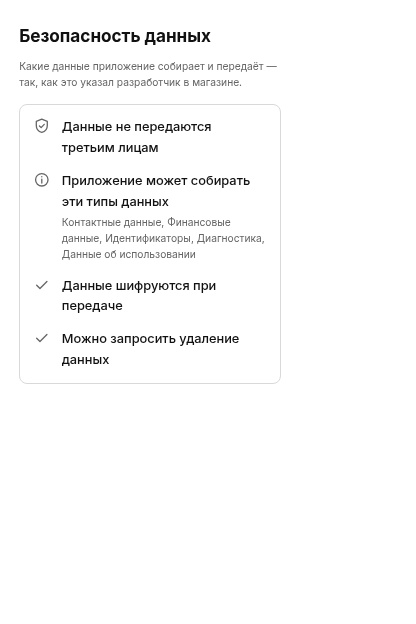 Безопасность данных
Какие данные приложение собирает и передаёт —
так, как это указал разработчик в магазине.
Данные не передаются
третьим лицам
Приложение может собирать
эти типы данных
Контактные данные, Финансовые
данные, Идентификаторы, Диагностика,
Данные об использовании
Данные шифруются при
передаче
Можно запросить удаление
данных